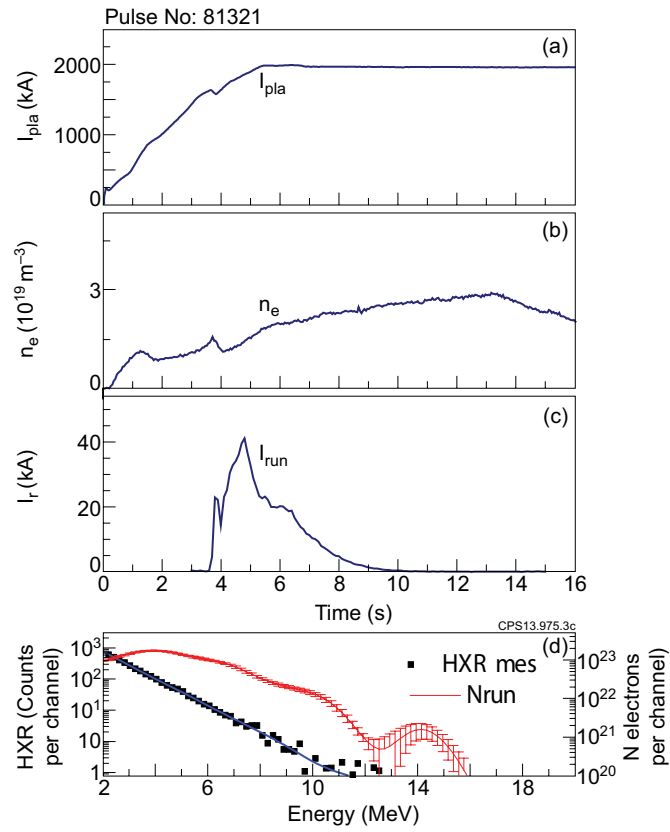 Pulse No: 81321
(a)
I_pla (kA)
2000
1000
0
I_pla
(b)
n_e (10^19 m^-3)
3
0
n_e
(c)
I_r (kA)
40
20
0
I_run
0 2 4 6 8 10 12 14 16
Time (s)
CPS13.975.3c
(d)
HXR (Counts
per channel)
10^3
10^2
10
1
HXR mes
Nrun
10^23
10^22
10^21
10^20
N electrons
per channel)
2 6 10 14 18
Energy (MeV)